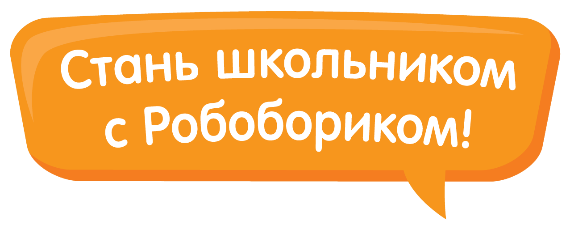 Стань школьником
с Робобориком!